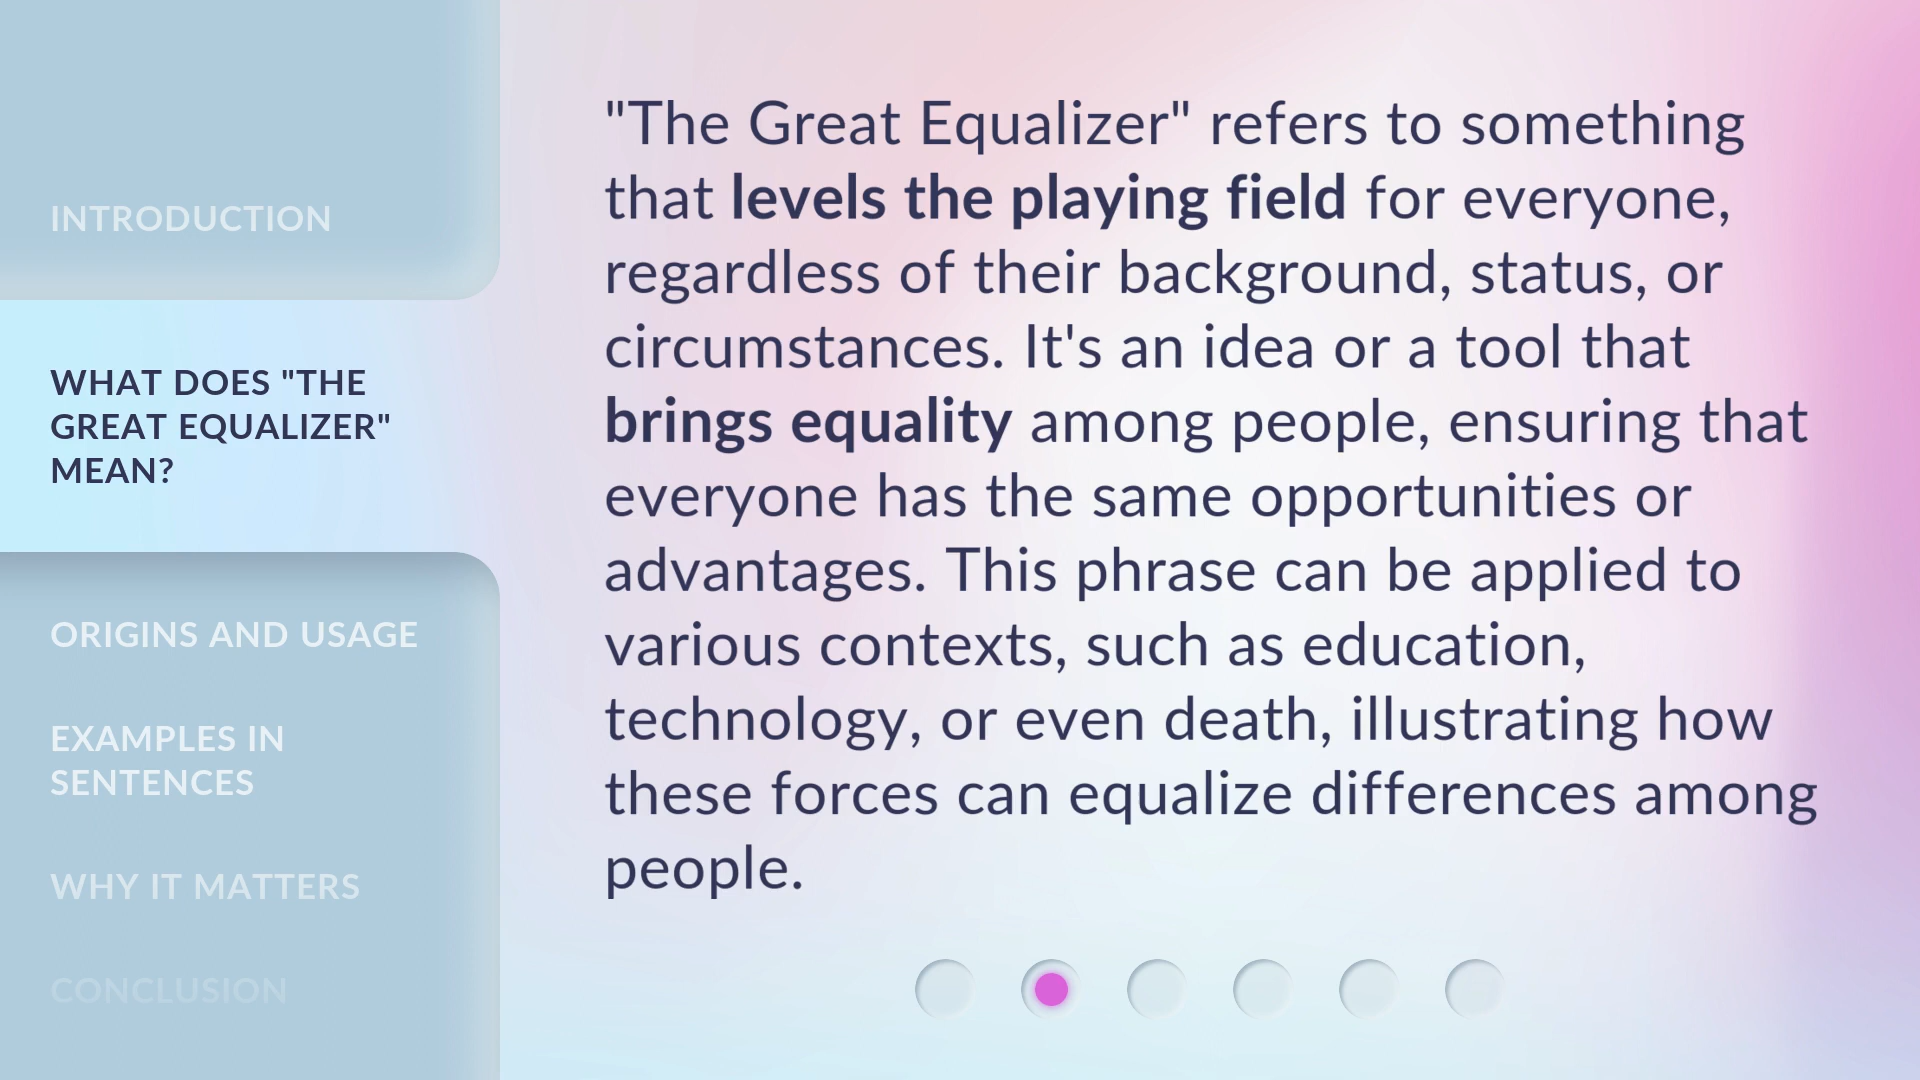 INTRODUCTION
WHAT DOES "THE
GREAT EQUALIZER"
MEAN?
ORIGINS AND USAGE
EXAMPLES IN
SENTENCES
WHY IT MATTERS
CONCLUSION
"The Great Equalizer" refers to something
that levels the playing field for everyone,
regardless of their background, status, or
circumstances. It's an idea or a tool that
brings equality among people, ensuring that
everyone has the same opportunities or
advantages. This phrase can be applied to
various contexts, such as education,
technology, or even death, illustrating how
these forces can equalize differences among
people.